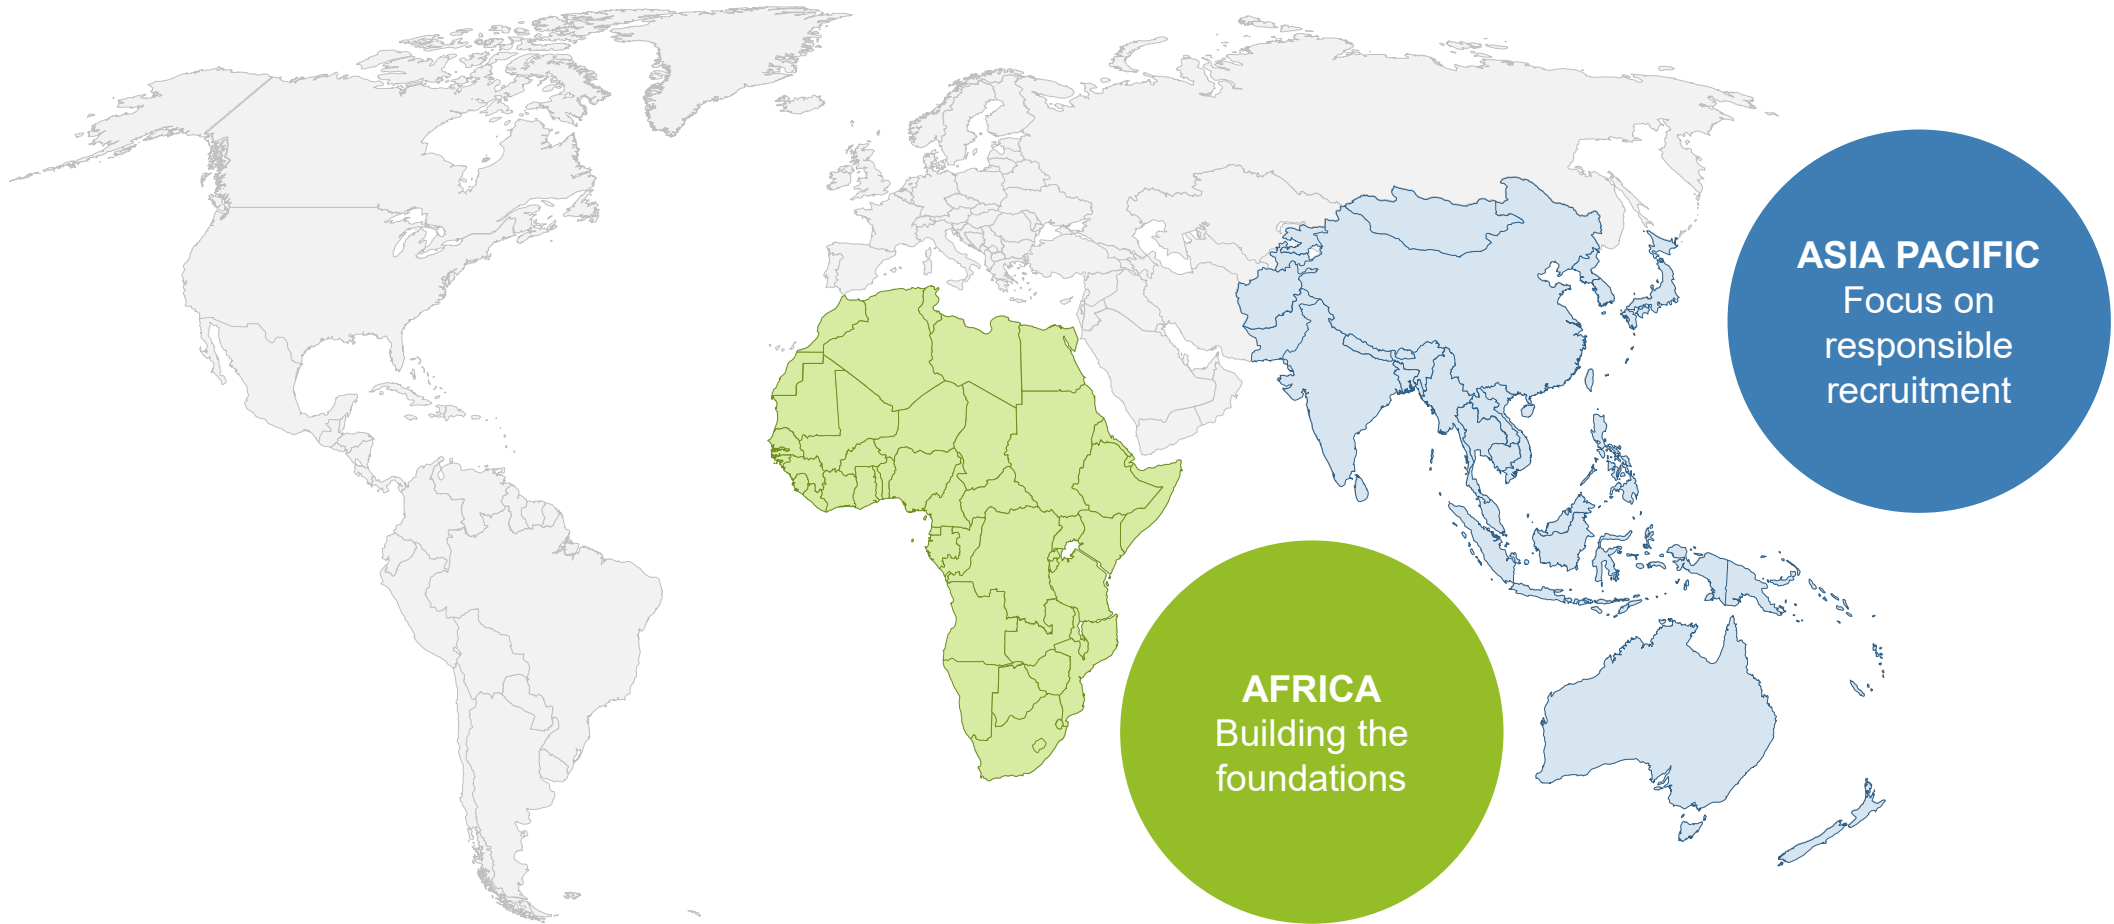 ASIA PACIFIC
Focus on
responsible
recruitment
AFRICA
Building the
foundations